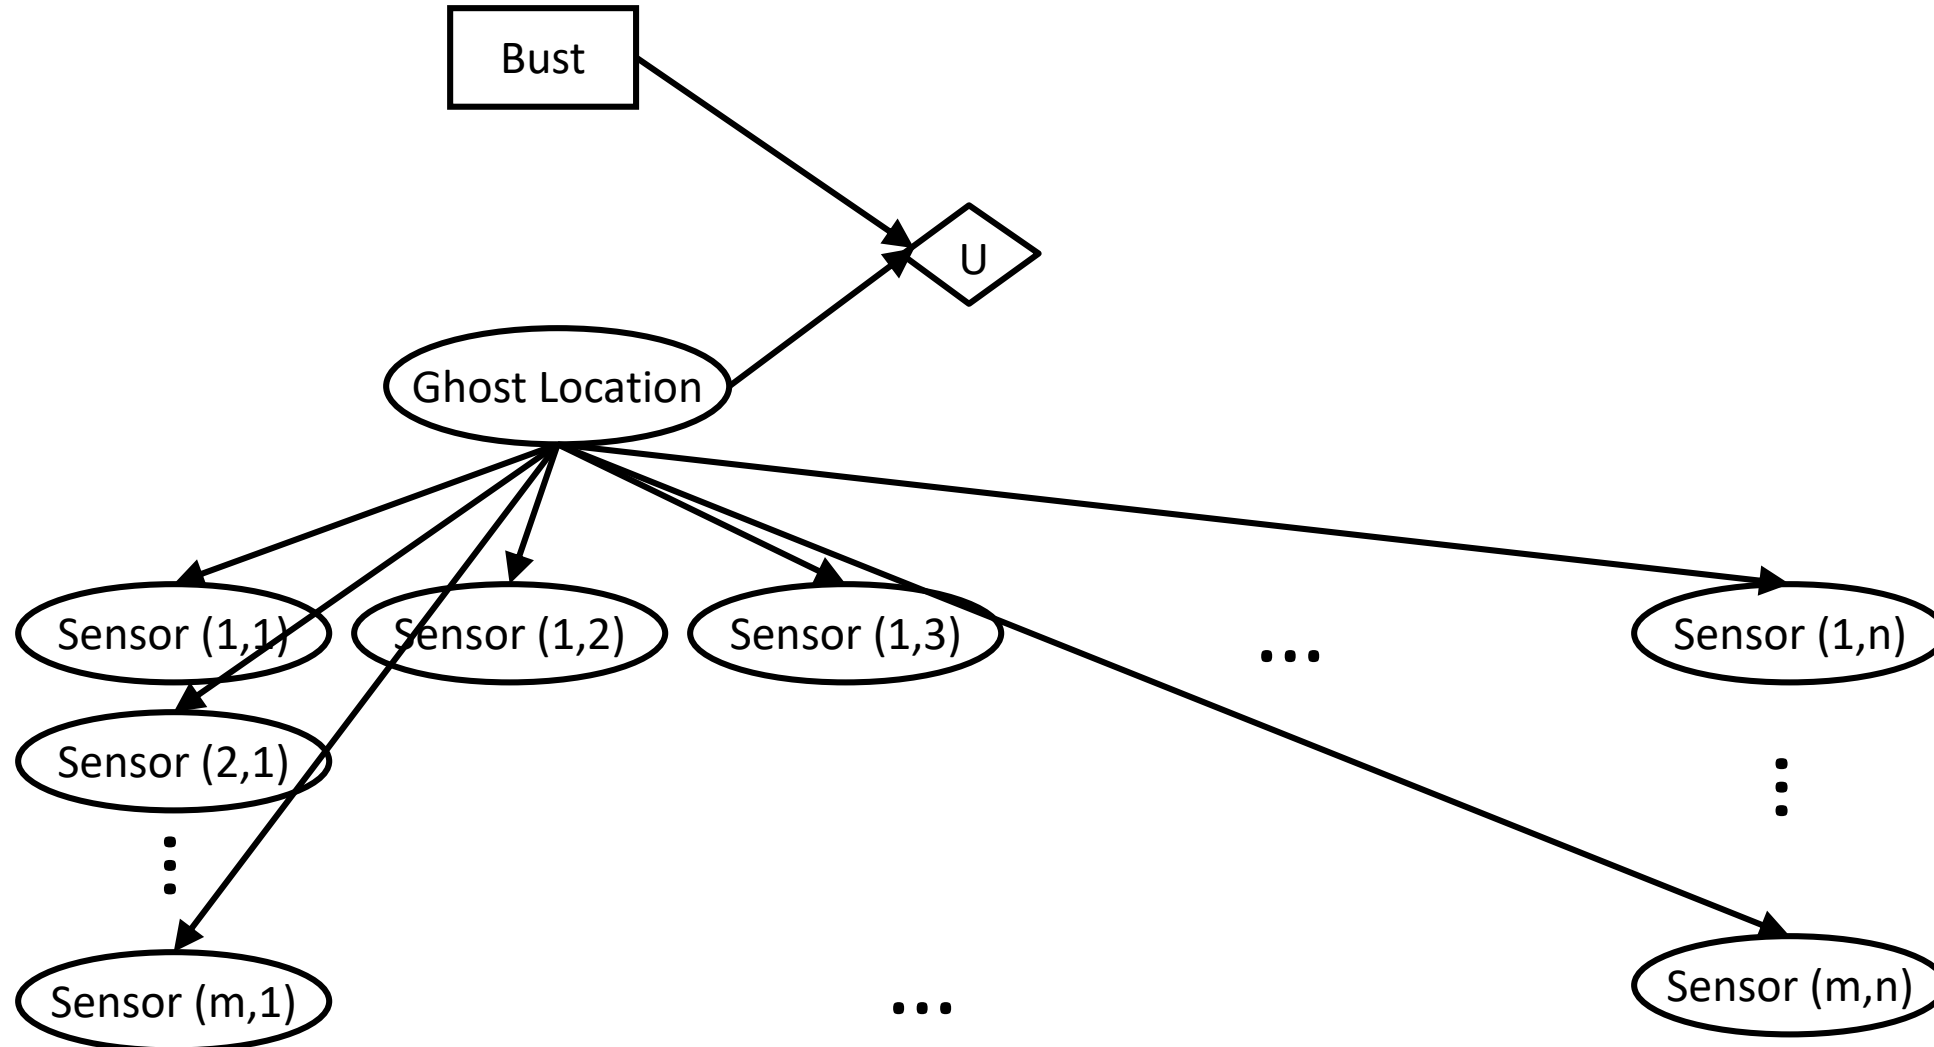 Bust
U
Ghost Location
Sensor (1,1)
Sensor (1,2)
Sensor (1,3)
...
Sensor (1,n)
Sensor (2,1)
...
...
Sensor (m,1)
...
Sensor (m,n)